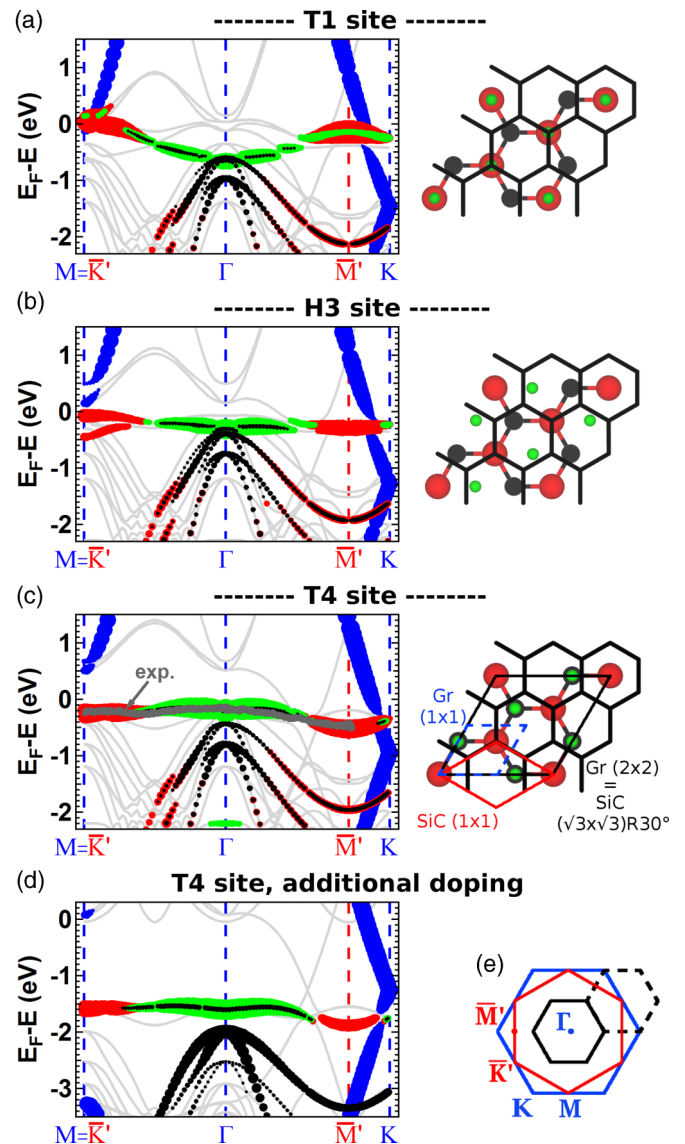 (a)
-------- T1 site --------
E_F-E (eV)
1
0
-1
-2
M=K̅' Γ M̅' K
(b)
-------- H3 site --------
E_F-E (eV)
1
0
-1
-2
M=K̅' Γ M̅' K
(c)
-------- T4 site --------
E_F-E (eV)
1
0
-1
-2
exp.
M=K̅' Γ M̅' K
Gr
(1x1)
Gr (2x2)
=
SiC
(√3x√3)R30°
SiC (1x1)
(d)
T4 site, additional doping
E_F-E (eV)
0
-1
-2
-3
M=K̅' Γ M̅' K
(e)
M̅'
Γ
K̅'
K M